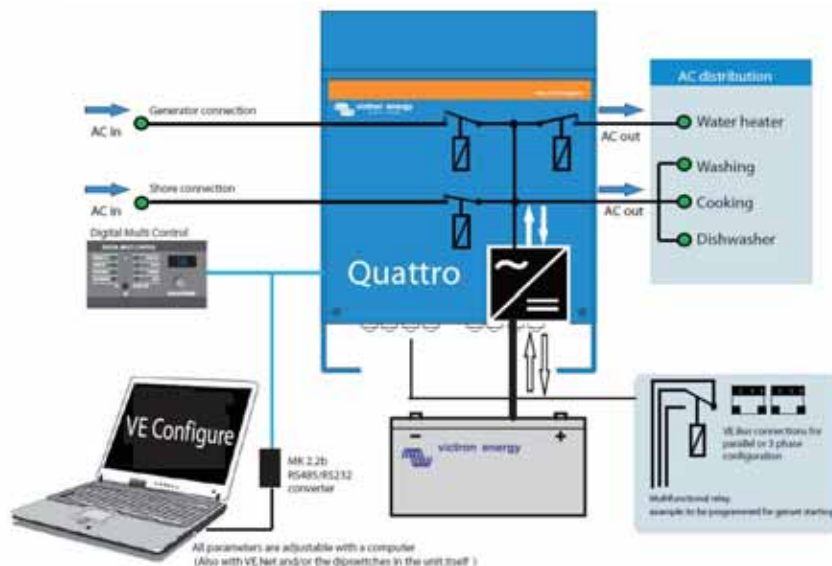 AC distribution
Generator connection
AC in
victron energy
AC out
Water heater
Washing
Shore connection
AC in
AC out
Cooking
Dishwasher
Digital Multi Control
Quattro
VE Configure
MK 2.2b
RS485/RS232
converter
victron energy
VE.Bus connections for
parallel or 3 phase
configuration
Multifunctional relay
example to be programmed for genset starting
All parameters are adjustable with a computer
(Also with VE.Net and/or the dipswitches in the unit itself )